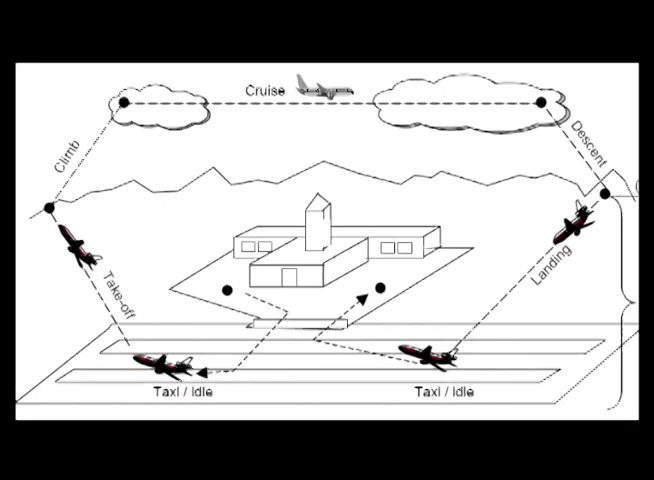 Cruise
Climb
Descent
Take-off
Landing
Taxi / Idle
Taxi / Idle